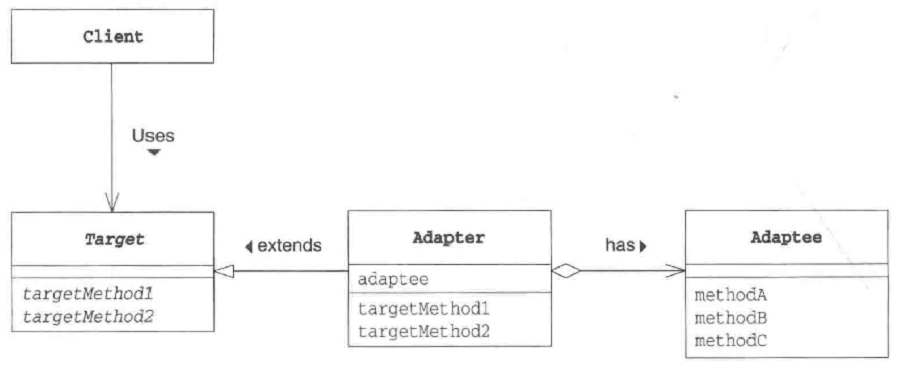 Client
Uses
Target
targetMethod1
targetMethod2
extends
Adapter
adaptee
targetMethod1
targetMethod2
has
Adaptee
methodA
methodB
methodC